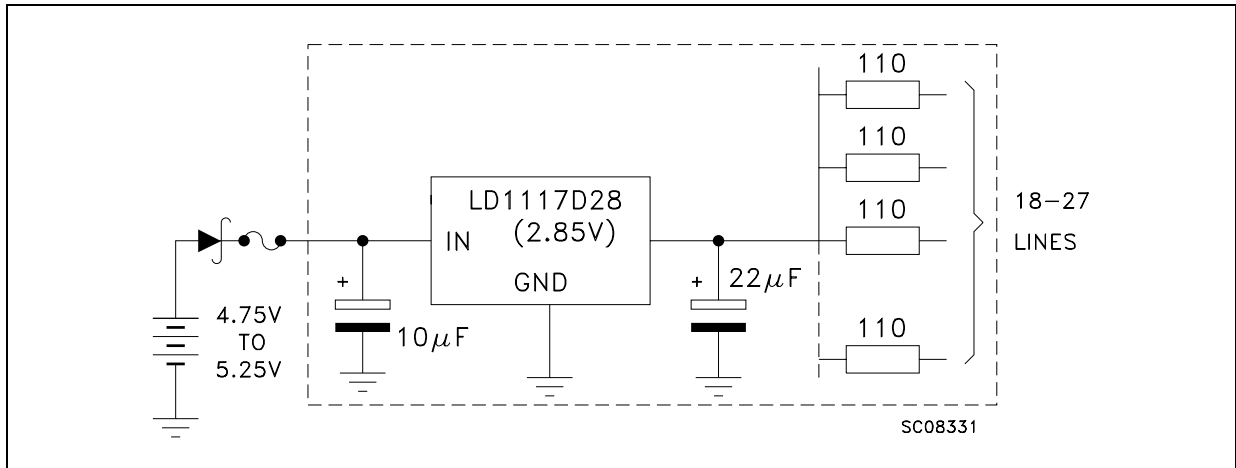 110
110
LD1117D28
(2.85V)
IN
GND
110
18-27
LINES
+
22μF
4.75V
TO
5.25V
+
10μF
110
SC08331